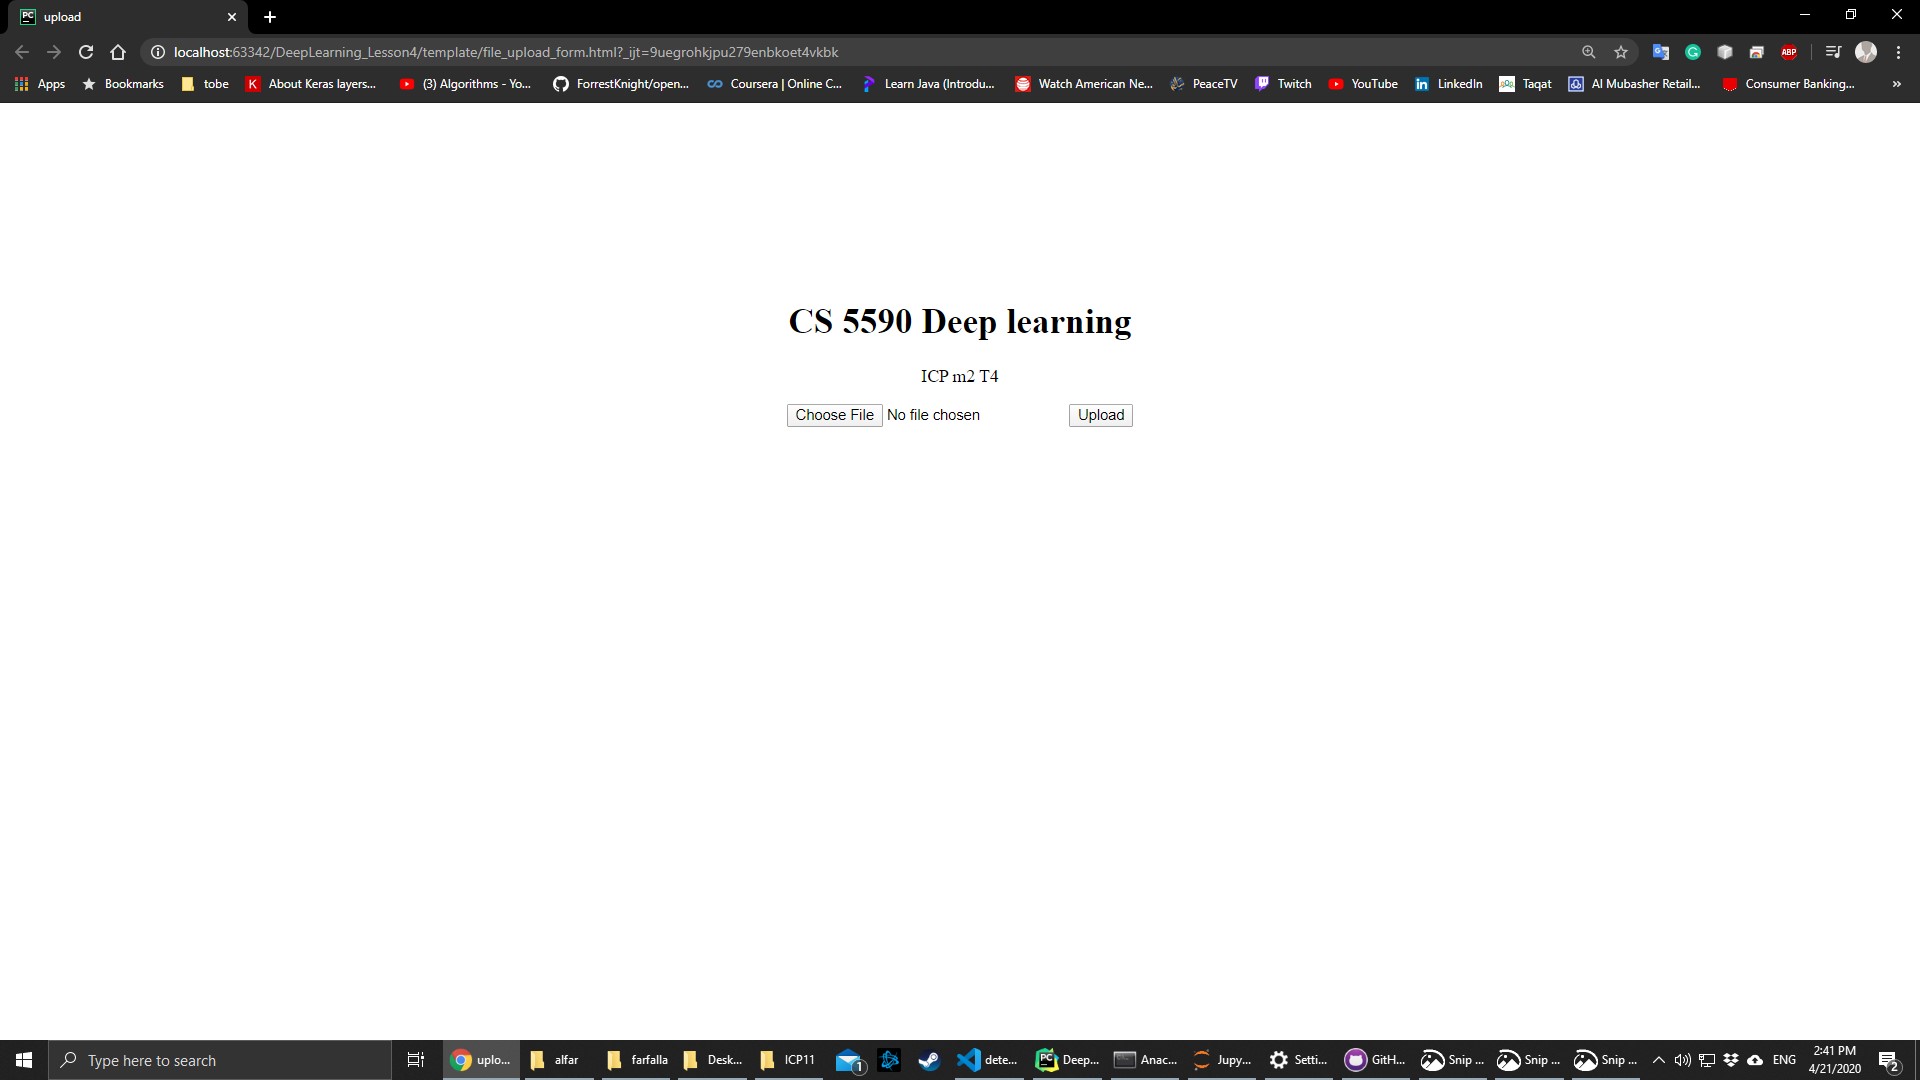 upload
localhost:63342/DeepLearning_Lesson4/template/file_upload_form.html?_ijt=9uegrohkjpu279enbkoet4vkbk
Apps Bookmarks tobe About Keras layers... (3) Algorithms - Yo... ForrestKnight/open... Coursera | Online C... Learn Java (Introdu... Watch American Ne... PeaceTV Twitch YouTube LinkedIn Taqat Al Mubasher Retail... Consumer Banking... »
CS 5590 Deep learning
ICP m2 T4
Choose File No file chosen Upload
Type here to search uplo... alfar farfalla Desk... ICP11 1 dete... Deep... Anac... Jupy... Setti... GitH... Snip ... Snip ... Snip ... ENG 2:41 PM 2
4/21/2020